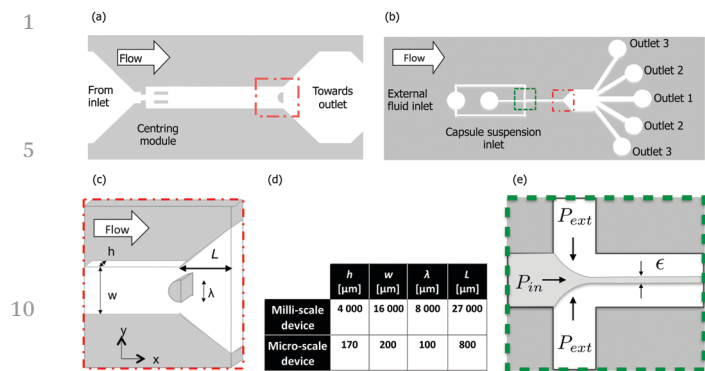 1
(a)
Flow
From
inlet
Centring
module
Towards
outlet
5
(b)
Flow
External
fluid inlet
Capsule suspension
inlet
Outlet 3
Outlet 2
Outlet 1
Outlet 2
Outlet 3
(c)
Flow
h
w
L
λ
y
x
10
(d)
h w λ L
[µm] [µm] [µm] [µm]
Milli-scale
device 4 000 16 000 8 000 27 000
Micro-scale
device 170 200 100 800
(e)
P_ext
P_in
ϵ
P_ext